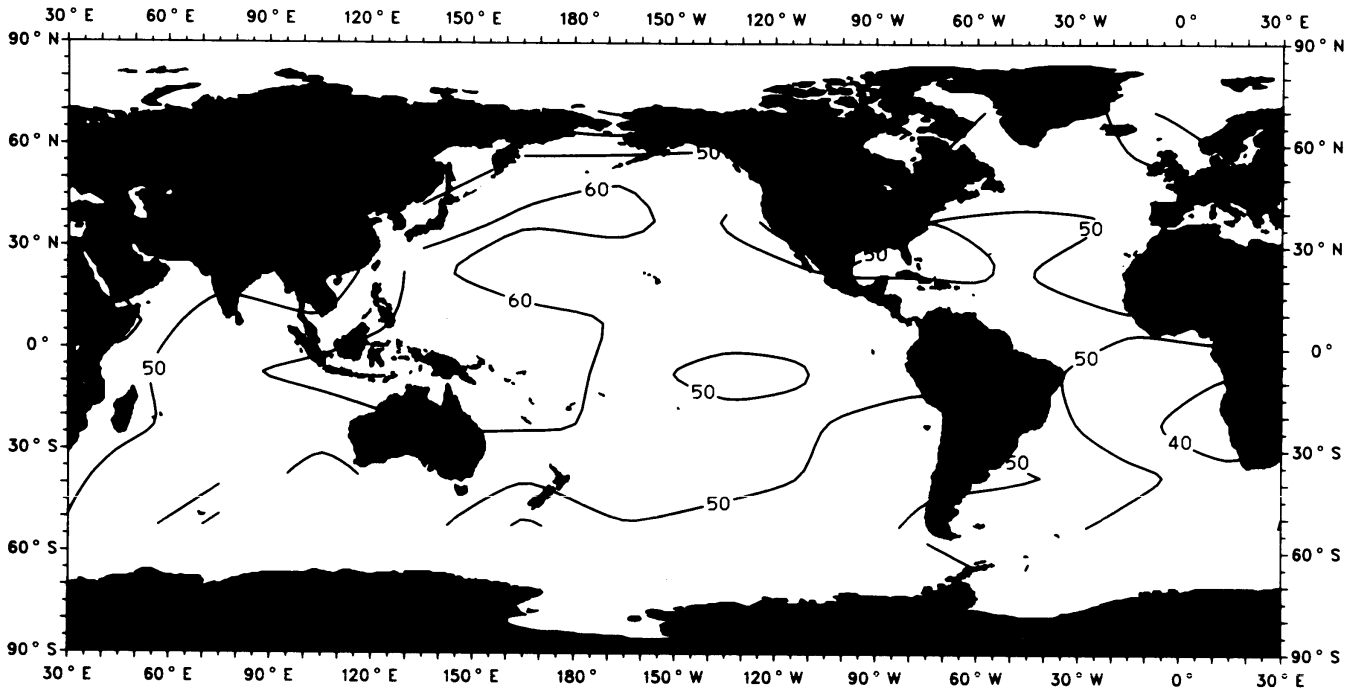 30° E 60° E 90° E 120° E 150° E 180° 150° W 120° W 90° W 60° W 30° W 0° 30° E
90° N 90° N
60° N 50 60° N
60
30° N 50 50 30° N
60
0° 50 50 0°
50
30° S 50 40 30° S
50
60° S 60° S
90° S 90° S
30° E 60° E 90° E 120° E 150° E 180° 150° W 120° W 90° W 60° W 30° W 0° 30° E